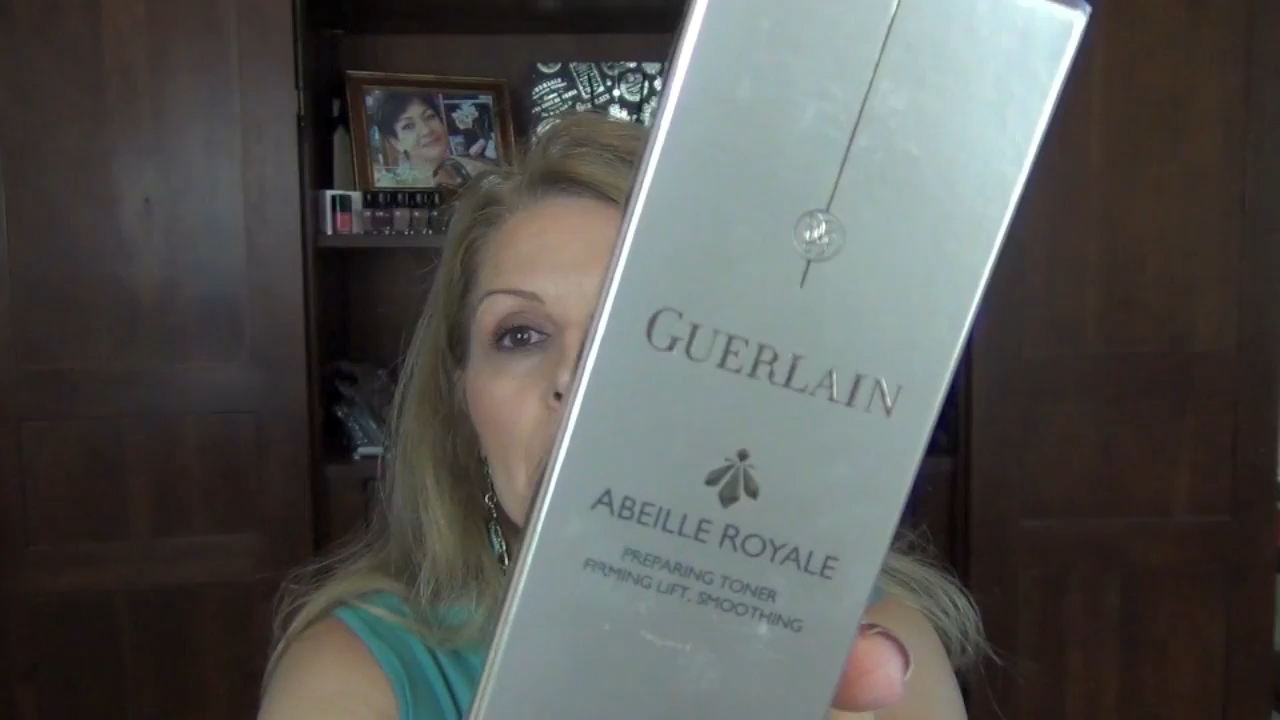 GUERLAIN
ABEILLE ROYALE
PREPARING TONER
FIRMING LIFT, SMOOTHING